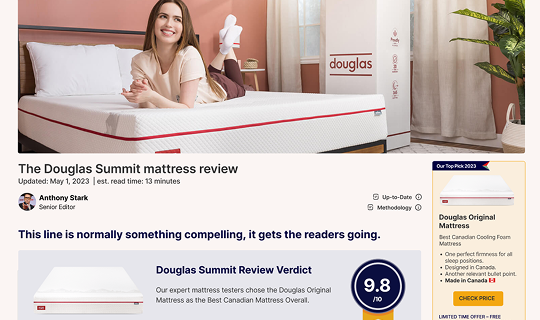 douglas
The Douglas Summit mattress review
Updated: May 1, 2023 | est. read time: 13 minutes
Anthony Stark
Senior Editor
Up-to-Date
Methodology
This line is normally something compelling, it gets the readers going.
Douglas Summit Review Verdict
Our expert mattress testers chose the Douglas Original
Mattress as the Best Canadian Mattress Overall.
9.8
/10
Our Top Pick 2023
Douglas Original
Mattress
Best Canadian Cooling Foam
Mattress
• One perfect firmness for all
sleep positions.
• Designed in Canada.
• Another relevant bullet point.
• Made in Canada 🇨🇦
CHECK PRICE
LIMITED TIME OFFER – FREE